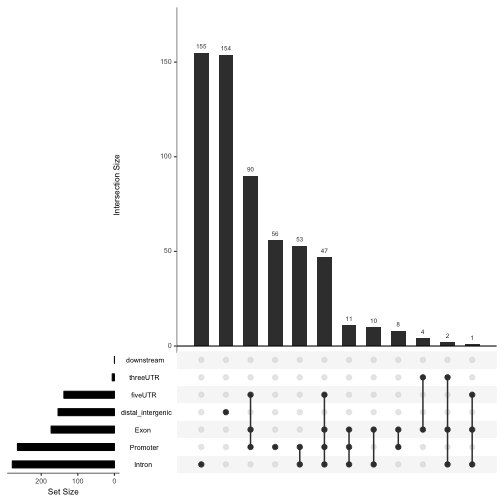 155
154
90
56
53
47
11
10
8
4
2
1
150
100
50
0
Intersection Size
downstream
threeUTR
fiveUTR
distal_intergenic
Exon
Promoter
Intron
200 100 0
Set Size